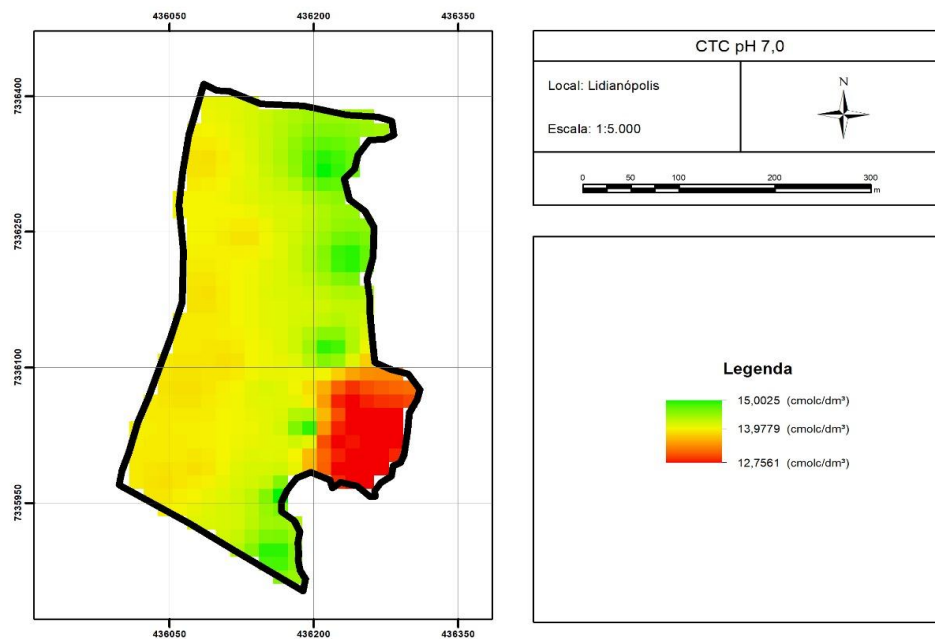 436050 436200 436350
7336400
7336250
7336100
7335950
436050 436200 436350
CTC pH 7,0
Local: Lidianópolis
Escala: 1:5.000
N
0 50 100 200 300
m
Legenda
15,0025 (cmolc/dm³)
13,9779 (cmolc/dm³)
12,7561 (cmolc/dm³)